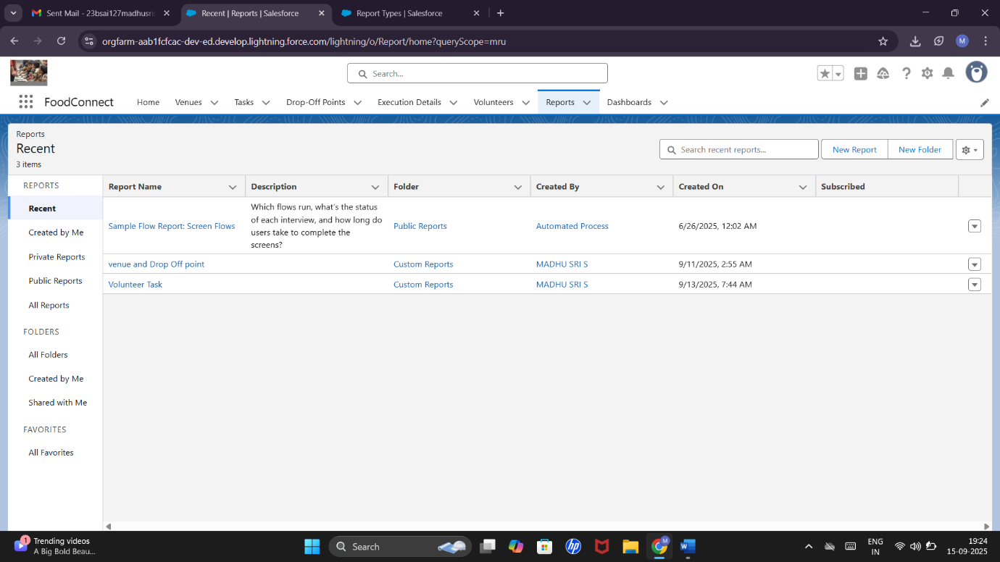 Sent Mail - 23bsai127madhusri
Recent | Reports | Salesforce
Report Types | Salesforce
orgfarm-aab1fcfcac-dev-ed.develop.lightning.force.com/lightning/o/Report/home?queryScope=mru
M
Search...
FoodConnect
Home
Venues
Tasks
Drop-Off Points
Execution Details
Volunteers
Reports
Dashboards
Reports
Recent
3 items
Search recent reports...
New Report
New Folder
REPORTS
Recent
Created by Me
Private Reports
Public Reports
All Reports
FOLDERS
All Folders
Created by Me
Shared with Me
FAVORITES
All Favorites
Report Name
Description
Folder
Created By
Created On
Subscribed
Sample Flow Report: Screen Flows
Which flows run, what's the status
of each interview, and how long do
users take to complete the
screens?
Public Reports
Automated Process
6/26/2025, 12:02 AM
venue and Drop Off point
Custom Reports
MADHU SRI S
9/11/2025, 2:55 AM
Volunteer Task
Custom Reports
MADHU SRI S
9/13/2025, 7:44 AM
1
Trending videos
A Big Bold Beau...
Search
hp
M
W
ENG
IN
19:24
15-09-2025